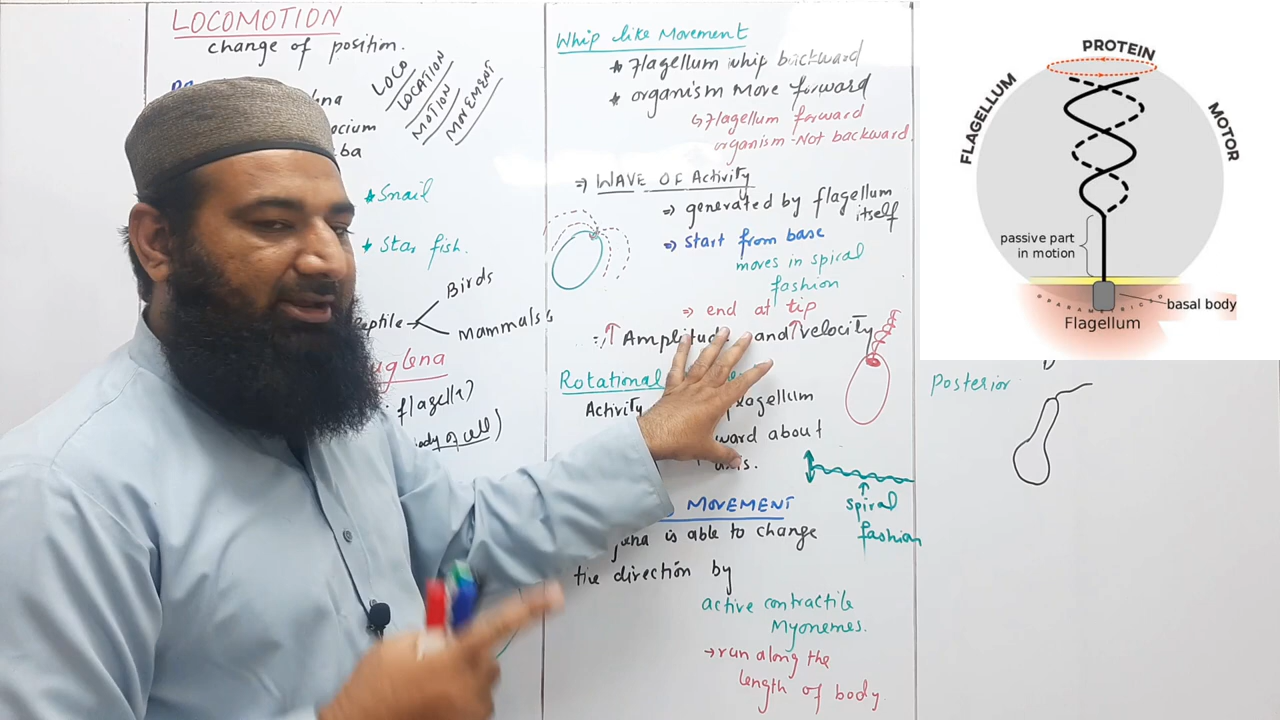 LOCOMOTION
change of position.
LOCO
LOCATION
MOTION
MOVEMENT
* Snail
* Star fish.
Birds
Mammals
flagella)
body of cell)
Whip like Movement
* Flagellum whip backward
* organism move forward
↳ Flagellum forward
organism-Not backward.
⇒ WAVE OF Activity
⇒ generated by flagellum
itself
⇒ start from base
moves in spiral
fashion
⇒ end at tip
↑ Amplitude and ↑ velocity
Rotational
Activity flagellum
about
MOVEMENT
is able to change
the direction by
active contractile
Myonemes.
→ run along the
length of body
spiral
fashion
FLAGELLUM
PROTEIN
MOTOR
passive part
in motion
basal body
Flagellum
Posterior